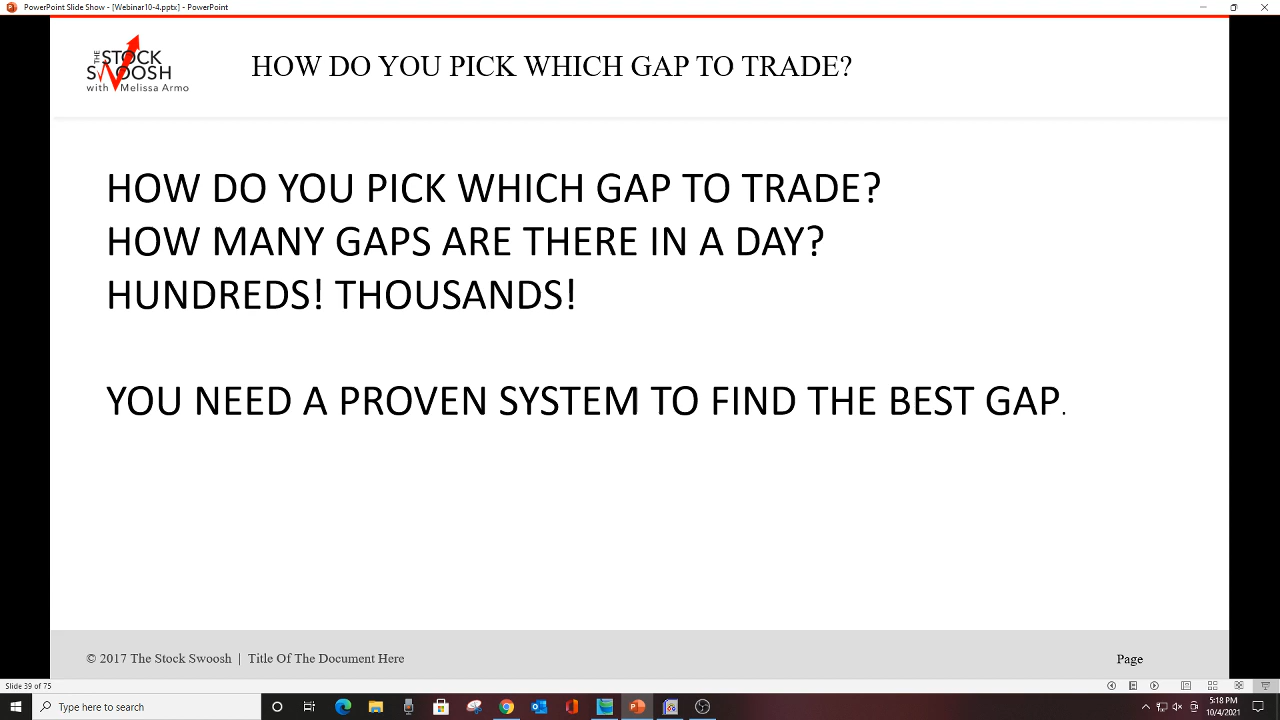 PowerPoint Slide Show - [Webinar10-4.pptx] - PowerPoint
THE STOCK
SWOOSH
with Melissa Armo
HOW DO YOU PICK WHICH GAP TO TRADE?
HOW DO YOU PICK WHICH GAP TO TRADE?
HOW MANY GAPS ARE THERE IN A DAY?
HUNDREDS! THOUSANDS!
YOU NEED A PROVEN SYSTEM TO FIND THE BEST GAP.
© 2017 The Stock Swoosh | Title Of The Document Here
Page
Slide 39 of 75
Type here to search
5:18 PM
10/4/2021